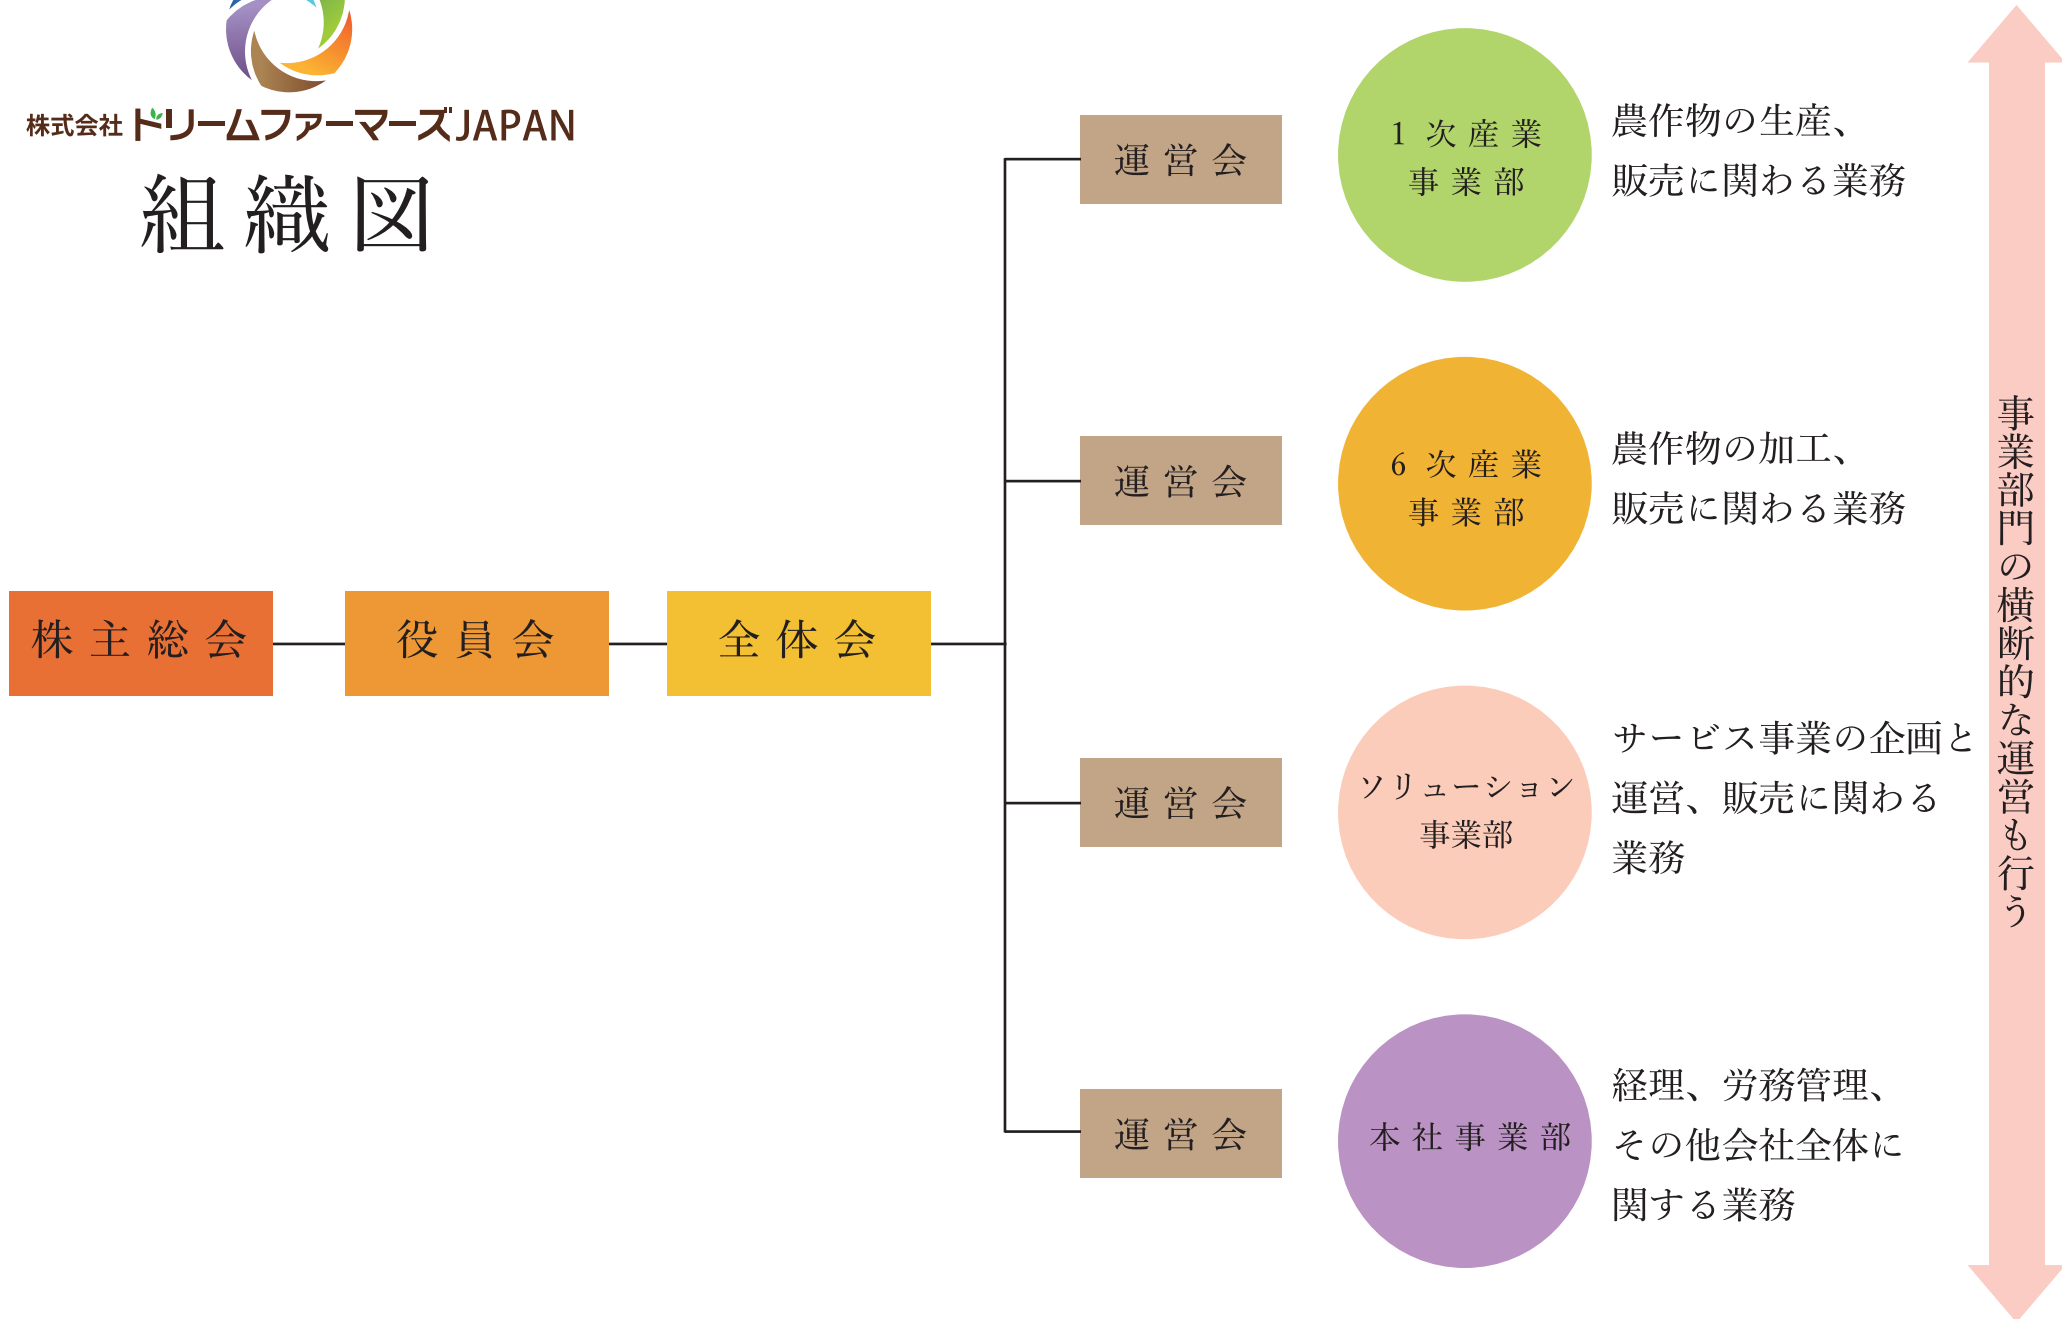 株式会社 ドリームファーマーズJAPAN
組織図
株主総会
役員会
全体会
運営会
1次産業
事業部
農作物の生産、
販売に関わる業務
運営会
6次産業
事業部
農作物の加工、
販売に関わる業務
運営会
ソリューション
事業部
サービス事業の企画と
運営、販売に関わる
業務
運営会
本社事業部
経理、労務管理、
その他会社全体に
関する業務
事業部門の横断的な運営も行う